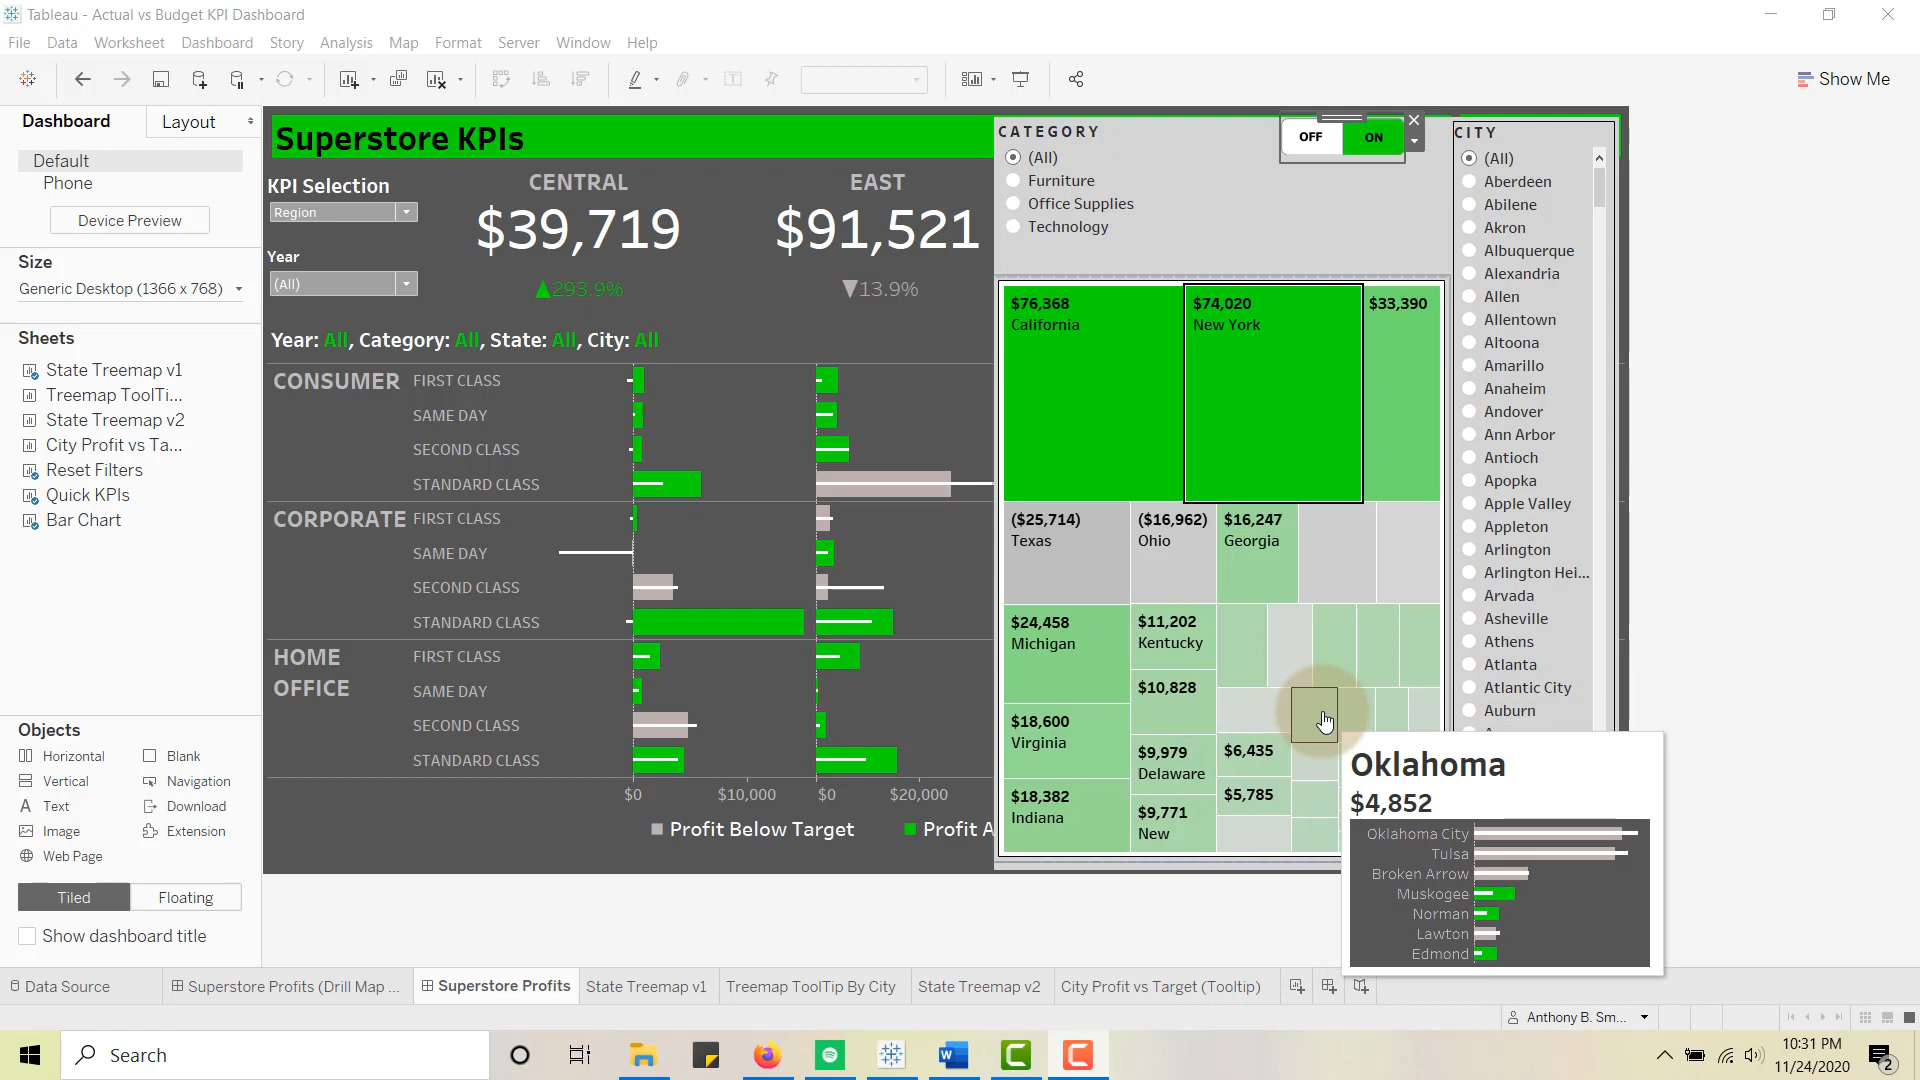 Tableau - Actual vs Budget KPI Dashboard
File Data Worksheet Dashboard Story Analysis Map Format Server Window Help
Show Me
Dashboard
Layout
Default
Phone
Device Preview
Size
Generic Desktop (1366 x 768)
Sheets
State Treemap v1
Treemap ToolTi...
State Treemap v2
City Profit vs Ta...
Reset Filters
Quick KPIs
Bar Chart
Objects
Horizontal Blank
Vertical Navigation
Text Download
Image Extension
Web Page
Tiled Floating
Show dashboard title
Superstore KPIs
KPI Selection
Region
Year
(All)
CENTRAL
$39,719
▲293.9%
EAST
$91,521
▼13.9%
Year: All, Category: All, State: All, City: All
CONSUMER
FIRST CLASS
SAME DAY
SECOND CLASS
STANDARD CLASS
CORPORATE
FIRST CLASS
SAME DAY
SECOND CLASS
STANDARD CLASS
HOME
OFFICE
FIRST CLASS
SAME DAY
SECOND CLASS
STANDARD CLASS
$0 $10,000 $0 $20,000
Profit Below Target
Profit A
CATEGORY
(All)
Furniture
Office Supplies
Technology
OFF ON
$76,368
California
$74,020
New York
$33,390
($25,714)
Texas
($16,962)
Ohio
$16,247
Georgia
$24,458
Michigan
$11,202
Kentucky
$10,828
$18,600
Virginia
$9,979
Delaware
$6,435
$18,382
Indiana
$9,771
New
$5,785
CITY
(All)
Aberdeen
Abilene
Akron
Albuquerque
Alexandria
Allen
Allentown
Altoona
Amarillo
Anaheim
Andover
Ann Arbor
Antioch
Apopka
Apple Valley
Appleton
Arlington
Arlington Hei...
Arvada
Asheville
Athens
Atlanta
Atlantic City
Auburn
Oklahoma
$4,852
Oklahoma City
Tulsa
Broken Arrow
Muskogee
Norman
Lawton
Edmond
Data Source
Superstore Profits (Drill Map ...
Superstore Profits
State Treemap v1
Treemap ToolTip By City
State Treemap v2
City Profit vs Target (Tooltip)
Anthony B. Sm...
Search
10:31 PM
11/24/2020
2